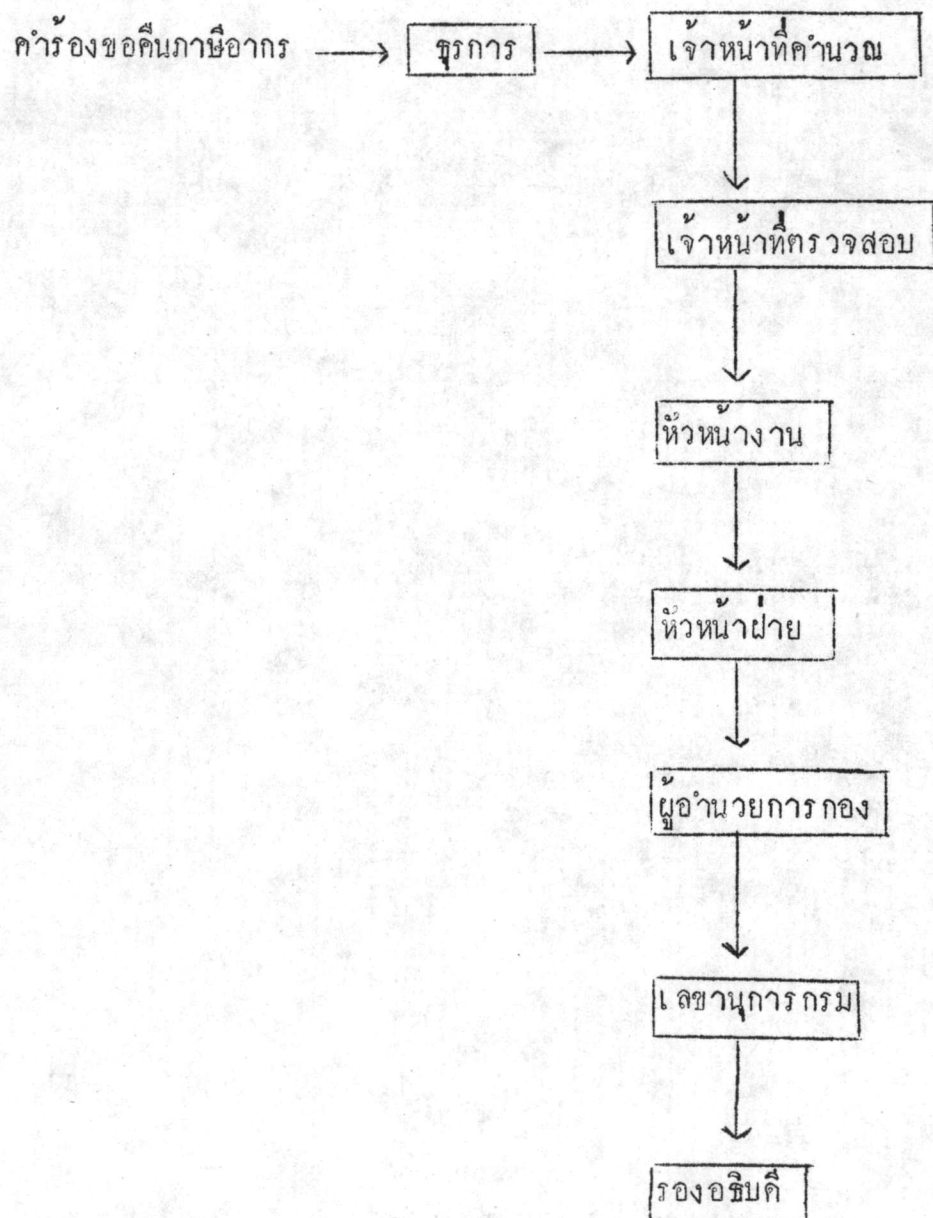 คำร้องขอคืนภาษีอากร
ธุรการ
เจ้าหน้าที่คำนวณ
เจ้าหน้าที่ตรวจสอบ
หัวหน้างาน
หัวหน้าฝ่าย
ผู้อำนวยการกอง
เลขานุการกรม
รองอธิบดี